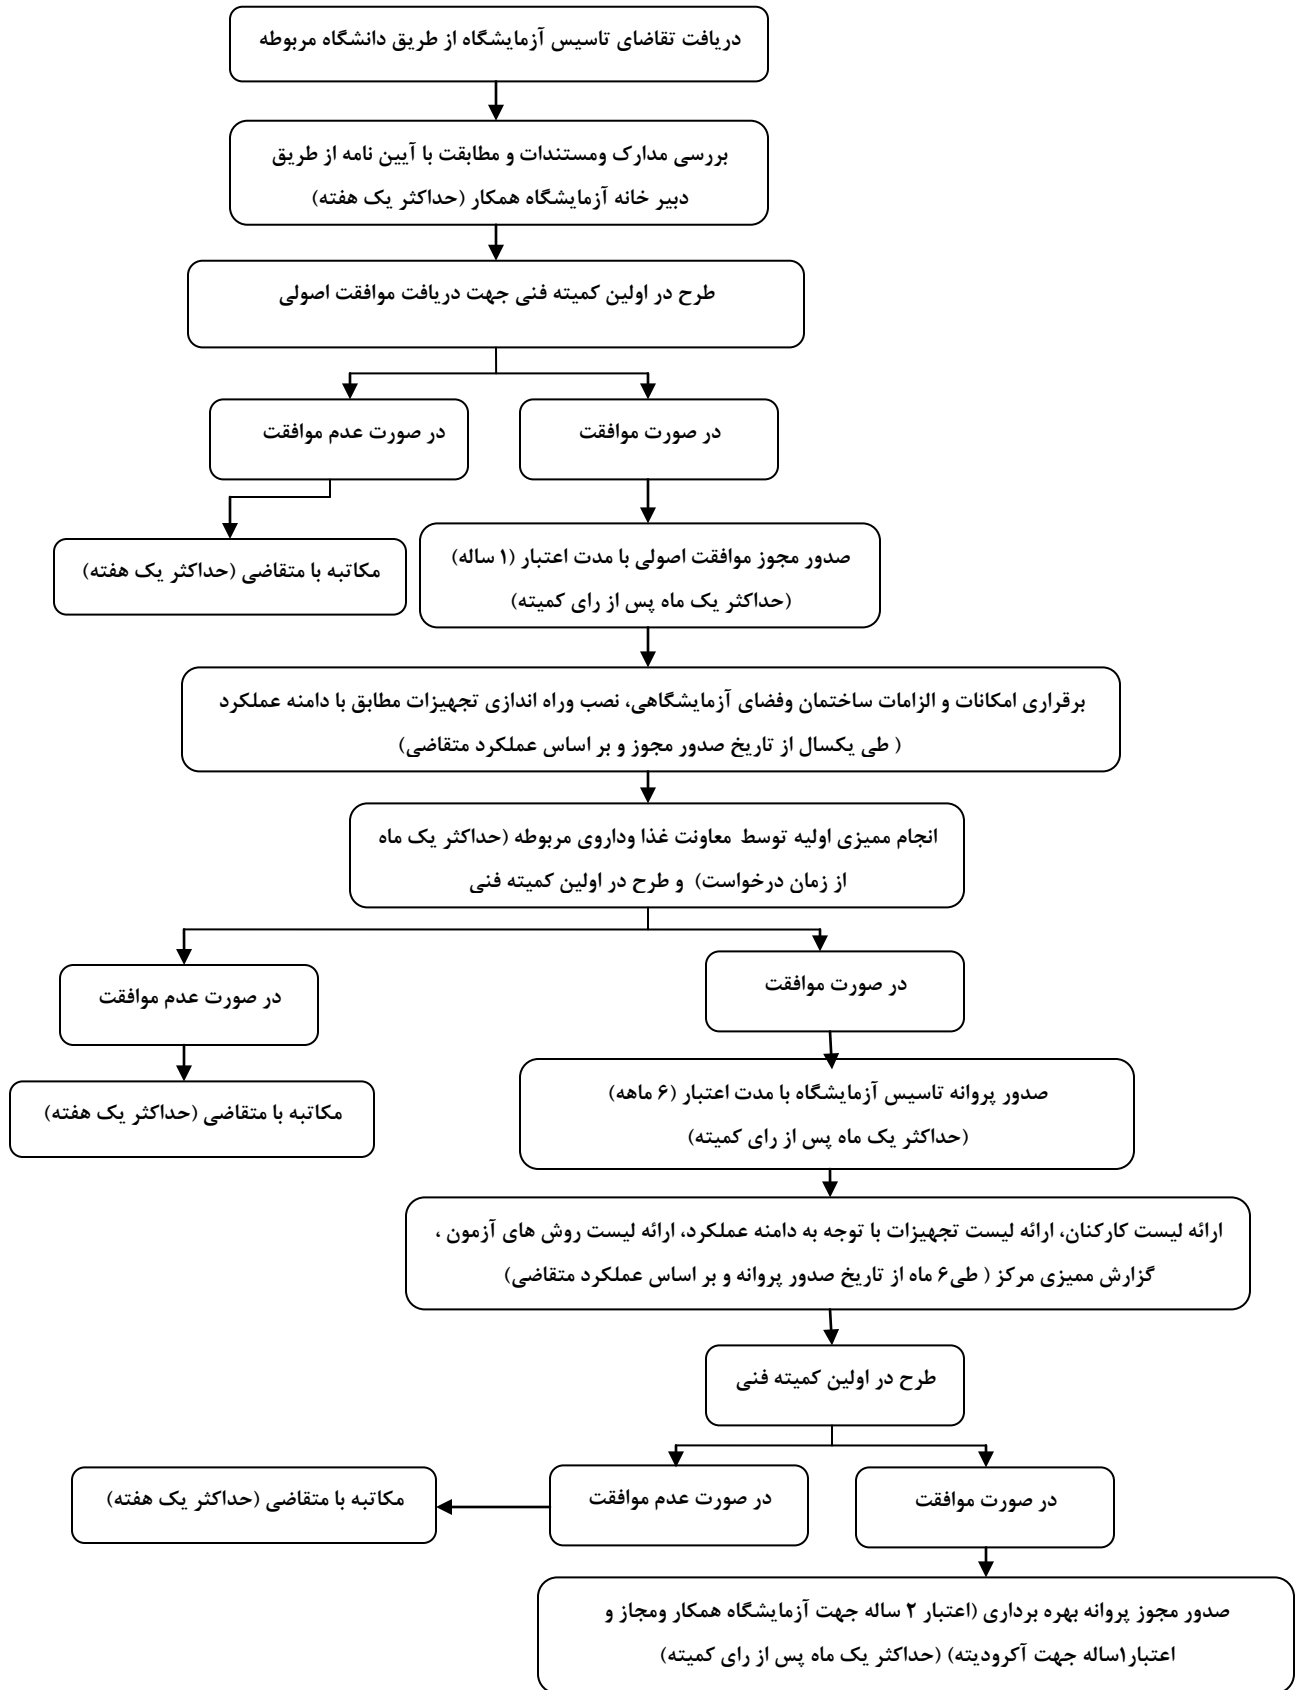 دریافت تقاضای تاسیس آزمایشگاه از طریق دانشگاه مربوطه
بررسی مدارک ومستندات و مطابقت با آیین نامه از طریق
دبیر خانه آزمایشگاه همکار (حداکثر یک هفته)
طرح در اولین کمیته فنی جهت دریافت موافقت اصولی
در صورت موافقت
در صورت عدم موافقت
صدور مجوز موافقت اصولی با مدت اعتبار (۱ ساله)
(حداکثر یک ماه پس از رای کمیته)
مکاتبه با متقاضی (حداکثر یک هفته)
برقراری امکانات و الزامات ساختمان وفضای آزمایشگاهی، نصب وراه اندازی تجهیزات مطابق با دامنه عملکرد
( طی یکسال از تاریخ صدور مجوز و بر اساس عملکرد متقاضی)
انجام ممیزی اولیه توسط معاونت غذا وداروی مربوطه (حداکثر یک ماه
از زمان درخواست) و طرح در اولین کمیته فنی
در صورت موافقت
در صورت عدم موافقت
صدور پروانه تاسیس آزمایشگاه با مدت اعتبار (۶ ماهه)
(حداکثر یک ماه پس از رای کمیته)
مکاتبه با متقاضی (حداکثر یک هفته)
ارائه لیست کارکنان، ارائه لیست تجهیزات با توجه به دامنه عملکرد، ارائه لیست روش های آزمون ،
گزارش ممیزی مرکز ( طی۶ ماه از تاریخ صدور پروانه و بر اساس عملکرد متقاضی)
طرح در اولین کمیته فنی
در صورت موافقت
در صورت عدم موافقت
مکاتبه با متقاضی (حداکثر یک هفته)
صدور مجوز پروانه بهره برداری (اعتبار ۲ ساله جهت آزمایشگاه همکار ومجاز و
اعتبار۱ساله جهت آکرودیته) (حداکثر یک ماه پس از رای کمیته)